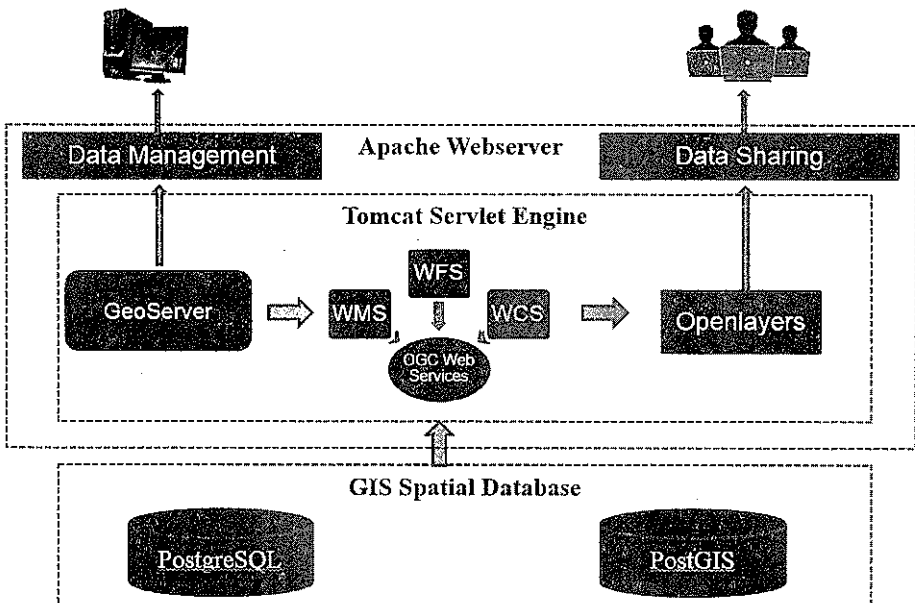 Data Management
Apache Webserver
Data Sharing
Tomcat Servlet Engine
GeoServer
WMS
WFS
WCS
OGC Web
Services
Openlayers
GIS Spatial Database
PostgreSQL
PostGIS